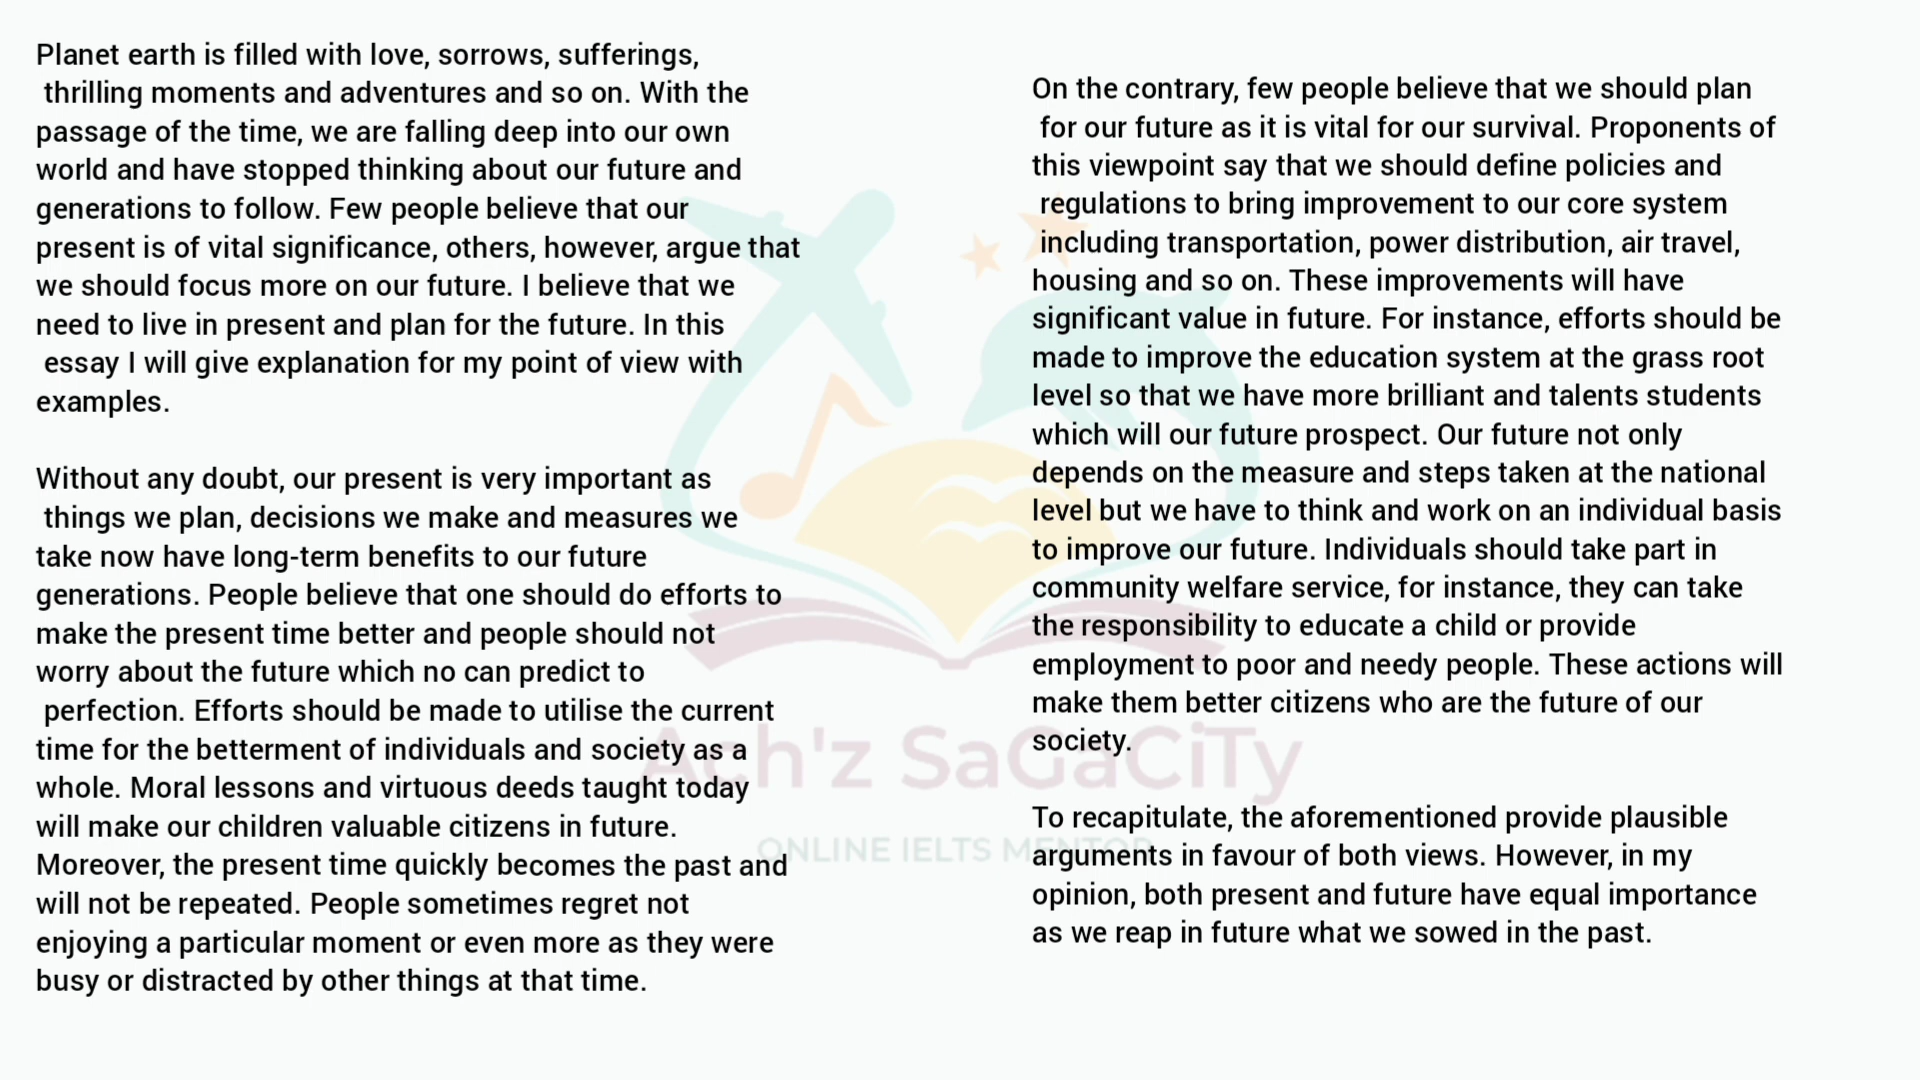 Planet earth is filled with love, sorrows, sufferings,
thrilling moments and adventures and so on. With the
passage of the time, we are falling deep into our own
world and have stopped thinking about our future and
generations to follow. Few people believe that our
present is of vital significance, others, however, argue that
we should focus more on our future. I believe that we
need to live in present and plan for the future. In this
essay I will give explanation for my point of view with
examples.
Without any doubt, our present is very important as
things we plan, decisions we make and measures we
take now have long-term benefits to our future
generations. People believe that one should do efforts to
make the present time better and people should not
worry about the future which no can predict to
perfection. Efforts should be made to utilise the current
time for the betterment of individuals and society as a
whole. Moral lessons and virtuous deeds taught today
will make our children valuable citizens in future.
Moreover, the present time quickly becomes the past and
will not be repeated. People sometimes regret not
enjoying a particular moment or even more as they were
busy or distracted by other things at that time.
On the contrary, few people believe that we should plan
for our future as it is vital for our survival. Proponents of
this viewpoint say that we should define policies and
regulations to bring improvement to our core system
including transportation, power distribution, air travel,
housing and so on. These improvements will have
significant value in future. For instance, efforts should be
made to improve the education system at the grass root
level so that we have more brilliant and talents students
which will our future prospect. Our future not only
depends on the measure and steps taken at the national
level but we have to think and work on an individual basis
to improve our future. Individuals should take part in
community welfare service, for instance, they can take
the responsibility to educate a child or provide
employment to poor and needy people. These actions will
make them better citizens who are the future of our
society.
To recapitulate, the aforementioned provide plausible
arguments in favour of both views. However, in my
opinion, both present and future have equal importance
as we reap in future what we sowed in the past.
Ach'z SaGaCiTy
ONLINE IELTS MENTOR